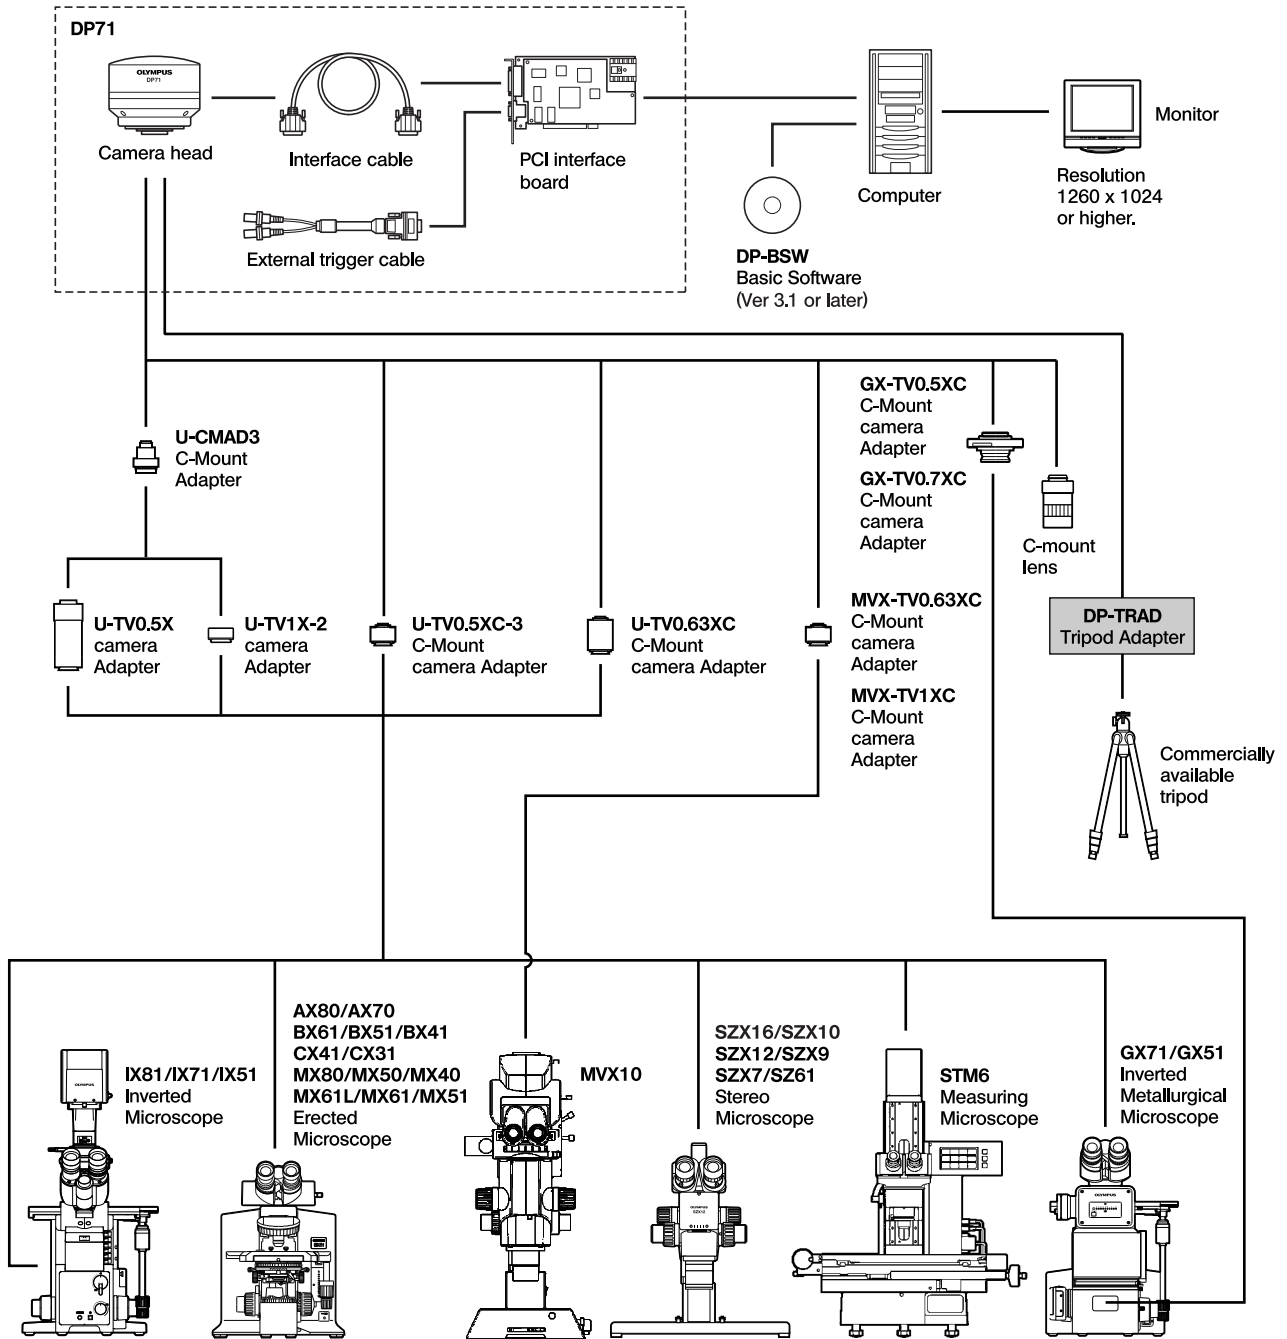 DP71
OLYMPUS
DP71
Camera head
Interface cable
PCI interface
board
External trigger cable
Computer
Monitor
Resolution
1260 x 1024
or higher.
DP-BSW
Basic Software
(Ver 3.1 or later)
U-CMAD3
C-Mount
Adapter
GX-TV0.5XC
C-Mount
camera
Adapter
GX-TV0.7XC
C-Mount
camera
Adapter
C-mount
lens
U-TV0.5X
camera
Adapter
U-TV1X-2
camera
Adapter
U-TV0.5XC-3
C-Mount
camera Adapter
U-TV0.63XC
C-Mount
camera Adapter
MVX-TV0.63XC
C-Mount
camera
Adapter
MVX-TV1XC
C-Mount
camera
Adapter
DP-TRAD
Tripod Adapter
Commercially
available
tripod
OLYMPUS
IX81/IX71/IX51
Inverted
Microscope
AX80/AX70
BX61/BX51/BX41
CX41/CX31
MX80/MX50/MX40
MX61L/MX61/MX51
Erected
Microscope
MVX10
SZX16/SZX10
SZX12/SZX9
SZX7/SZ61
Stereo
Microscope
OLYMPUS
SZX12
STM6
Measuring
Microscope
GX71/GX51
Inverted
Metallurgical
Microscope
OLYMPUS